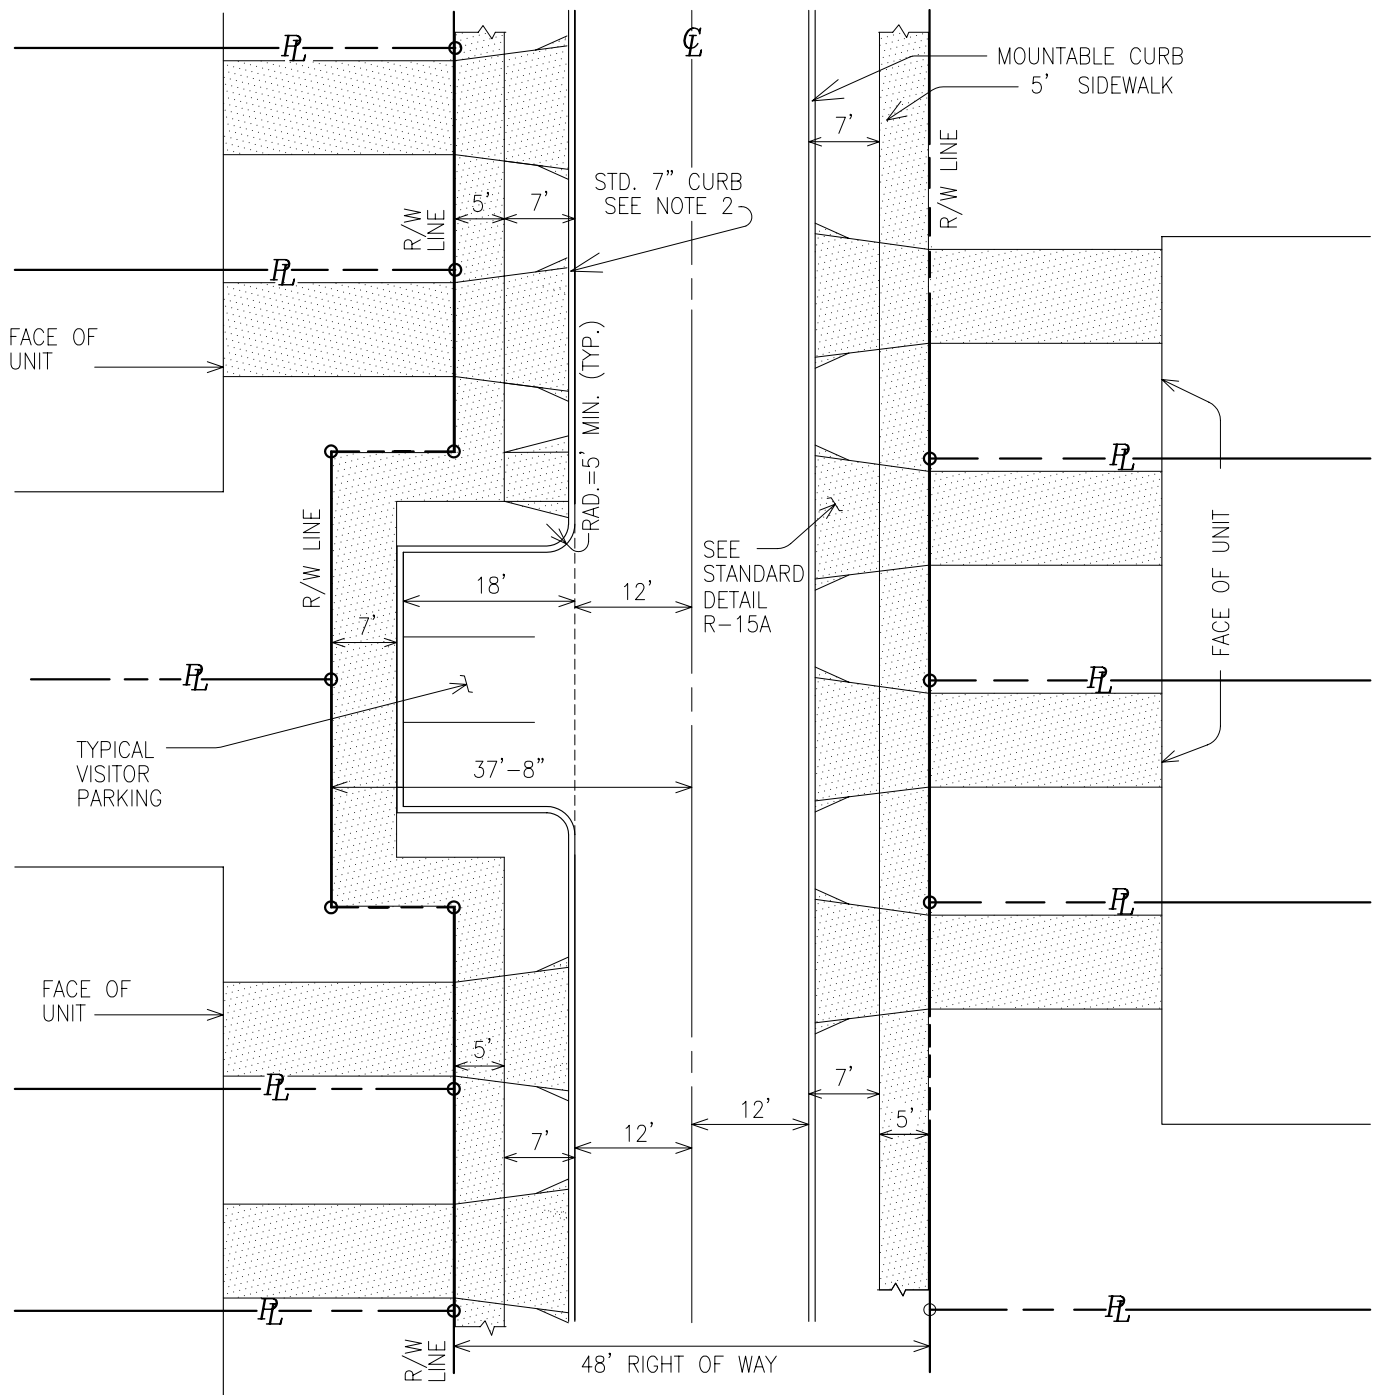 PL
CL
MOUNTABLE CURB
5' SIDEWALK
7'
R/W LINE
STD. 7" CURB
SEE NOTE 2
5'
7'
R/W
LINE
PL
FACE OF
UNIT
RAD.=5' MIN. (TYP.)
PL
R/W LINE
FACE OF UNIT
SEE
STANDARD
DETAIL
R-15A
18'
12'
7'
PL
PL
TYPICAL
VISITOR
PARKING
37'-8"
PL
FACE OF
UNIT
5'
PL
7'
12'
5'
12'
7'
PL
PL
R/W
LINE
48' RIGHT OF WAY